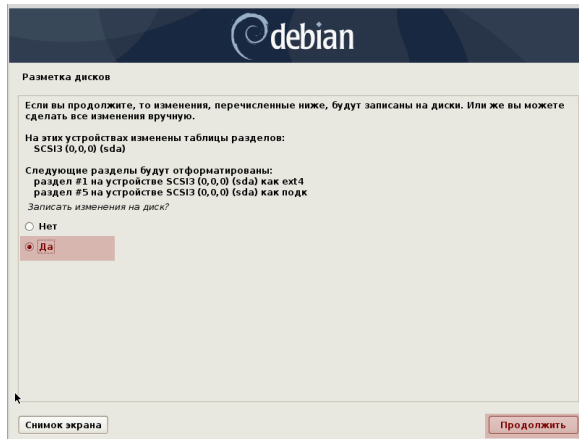 debian
Разметка дисков
Если вы продолжите, то изменения, перечисленные ниже, будут записаны на диски. Или же вы можете
сделать все изменения вручную.
На этих устройствах изменены таблицы разделов:
SCSI3 (0,0,0) (sda)
Следующие разделы будут отформатированы:
раздел #1 на устройстве SCSI3 (0,0,0) (sda) как ext4
раздел #5 на устройстве SCSI3 (0,0,0) (sda) как подк
Записать изменения на диск?
Нет
Да
Снимок экрана
Продолжить